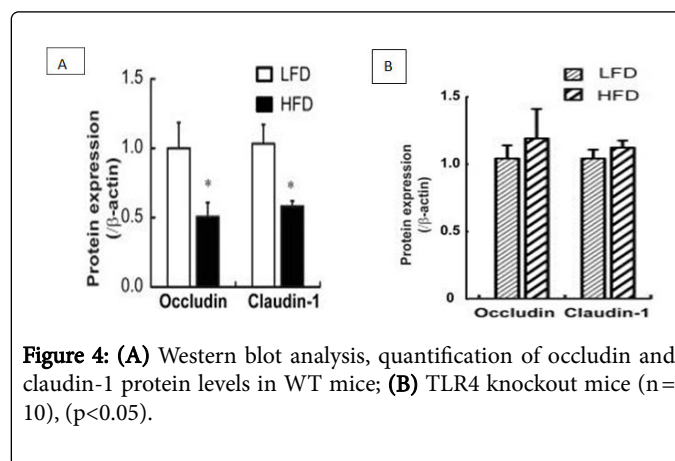 A
LFD
HFD
1.5
1.0
0.5
0.0
Protein expression
(/β-actin)
*
*
Occludin
Claudin-1
B
LFD
HFD
1.5
1.0
0.5
0
Protein expression
(/β-actin)
Occludin
Claudin-1
Figure 4: (A) Western blot analysis, quantification of occludin and
claudin-1 protein levels in WT mice; (B) TLR4 knockout mice (n=
10), (p<0.05).